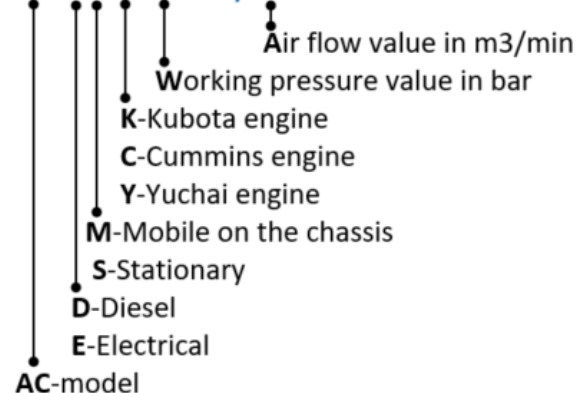 Air flow value in m3/min
Working pressure value in bar
K-Kubota engine
C-Cummins engine
Y-Yuchai engine
M-Mobile on the chassis
S-Stationary
D-Diesel
E-Electrical
AC-model